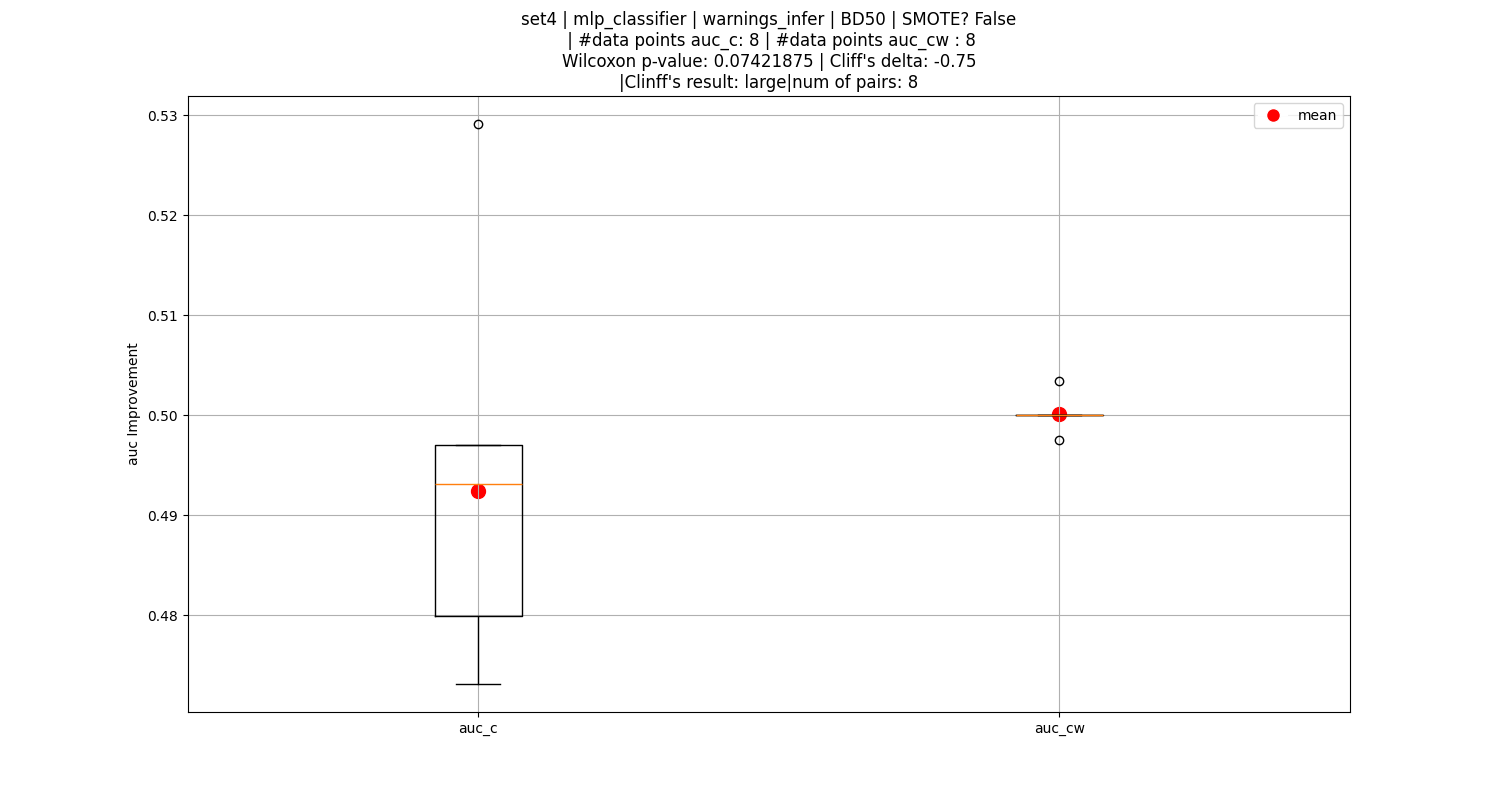 set4 | mlp_classifier | warnings_infer | BD50 | SMOTE? False
| #data points auc_c: 8 | #data points auc_cw : 8
Wilcoxon p-value: 0.07421875 | Cliff's delta: -0.75
|Clinff's result: large|num of pairs: 8
mean
0.53
0.52
0.51
0.50
0.49
0.48
auc Improvement
auc_c
auc_cw